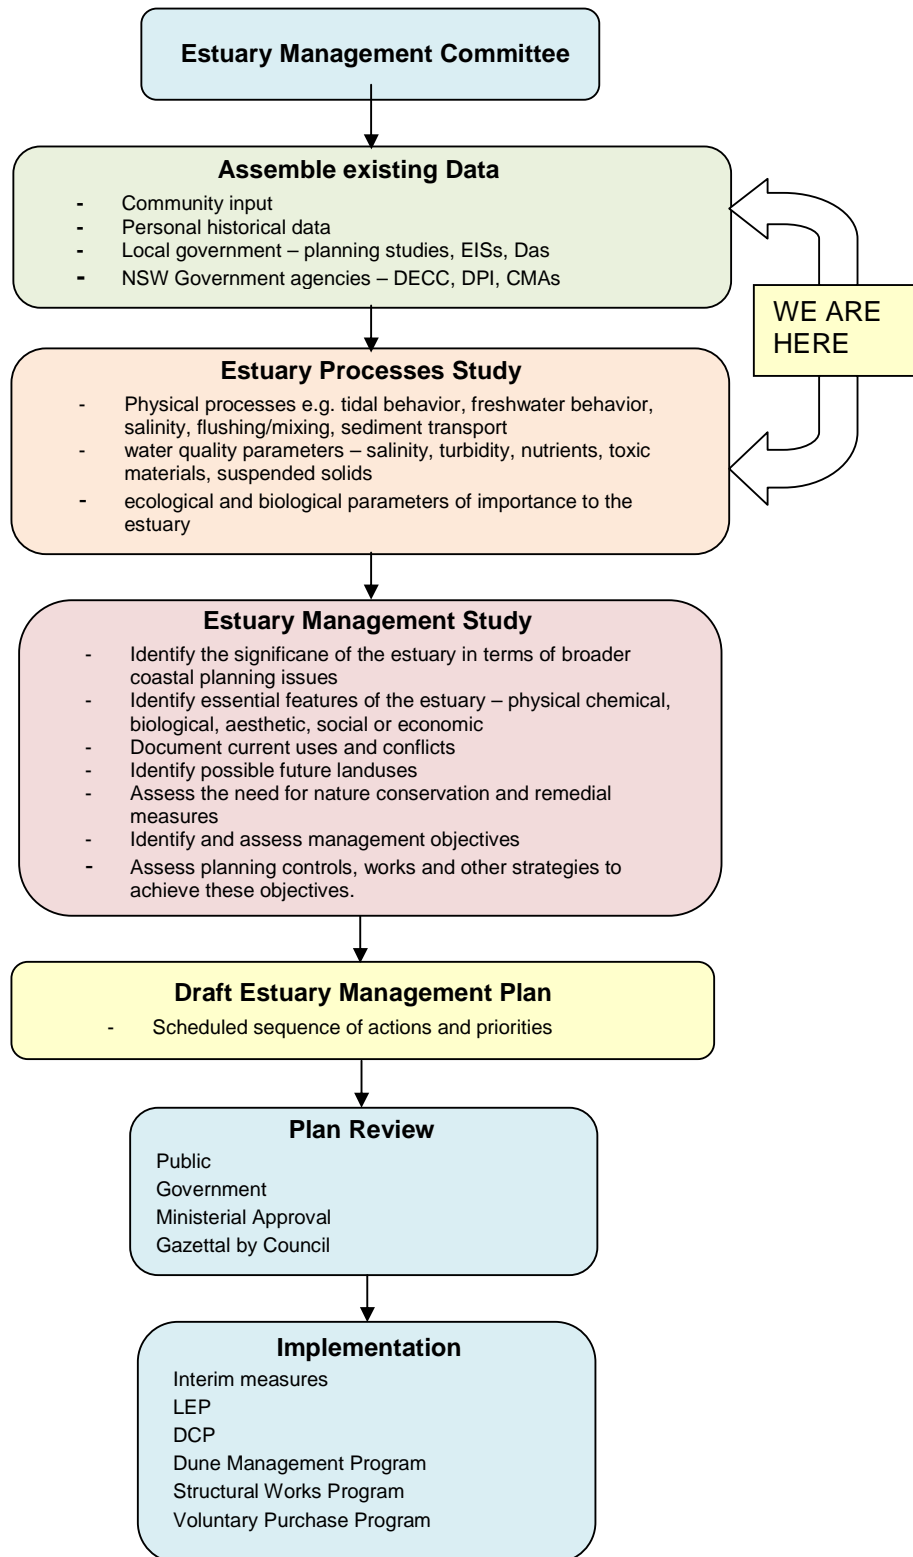 Estuary Management Committee
Assemble existing Data
- Community input
- Personal historical data
- Local government – planning studies, EISs, Das
- NSW Government agencies – DECC, DPI, CMAs
WE ARE
HERE
Estuary Processes Study
- Physical processes e.g. tidal behavior, freshwater behavior,
salinity, flushing/mixing, sediment transport
- water quality parameters – salinity, turbidity, nutrients, toxic
materials, suspended solids
- ecological and biological parameters of importance to the
estuary
Estuary Management Study
- Identify the significane of the estuary in terms of broader
coastal planning issues
- Identify essential features of the estuary – physical chemical,
biological, aesthetic, social or economic
- Document current uses and conflicts
- Identify possible future landuses
- Assess the need for nature conservation and remedial
measures
- Identify and assess management objectives
- Assess planning controls, works and other strategies to
achieve these objectives.
Draft Estuary Management Plan
- Scheduled sequence of actions and priorities
Plan Review
Public
Government
Ministerial Approval
Gazettal by Council
Implementation
Interim measures
LEP
DCP
Dune Management Program
Structural Works Program
Voluntary Purchase Program